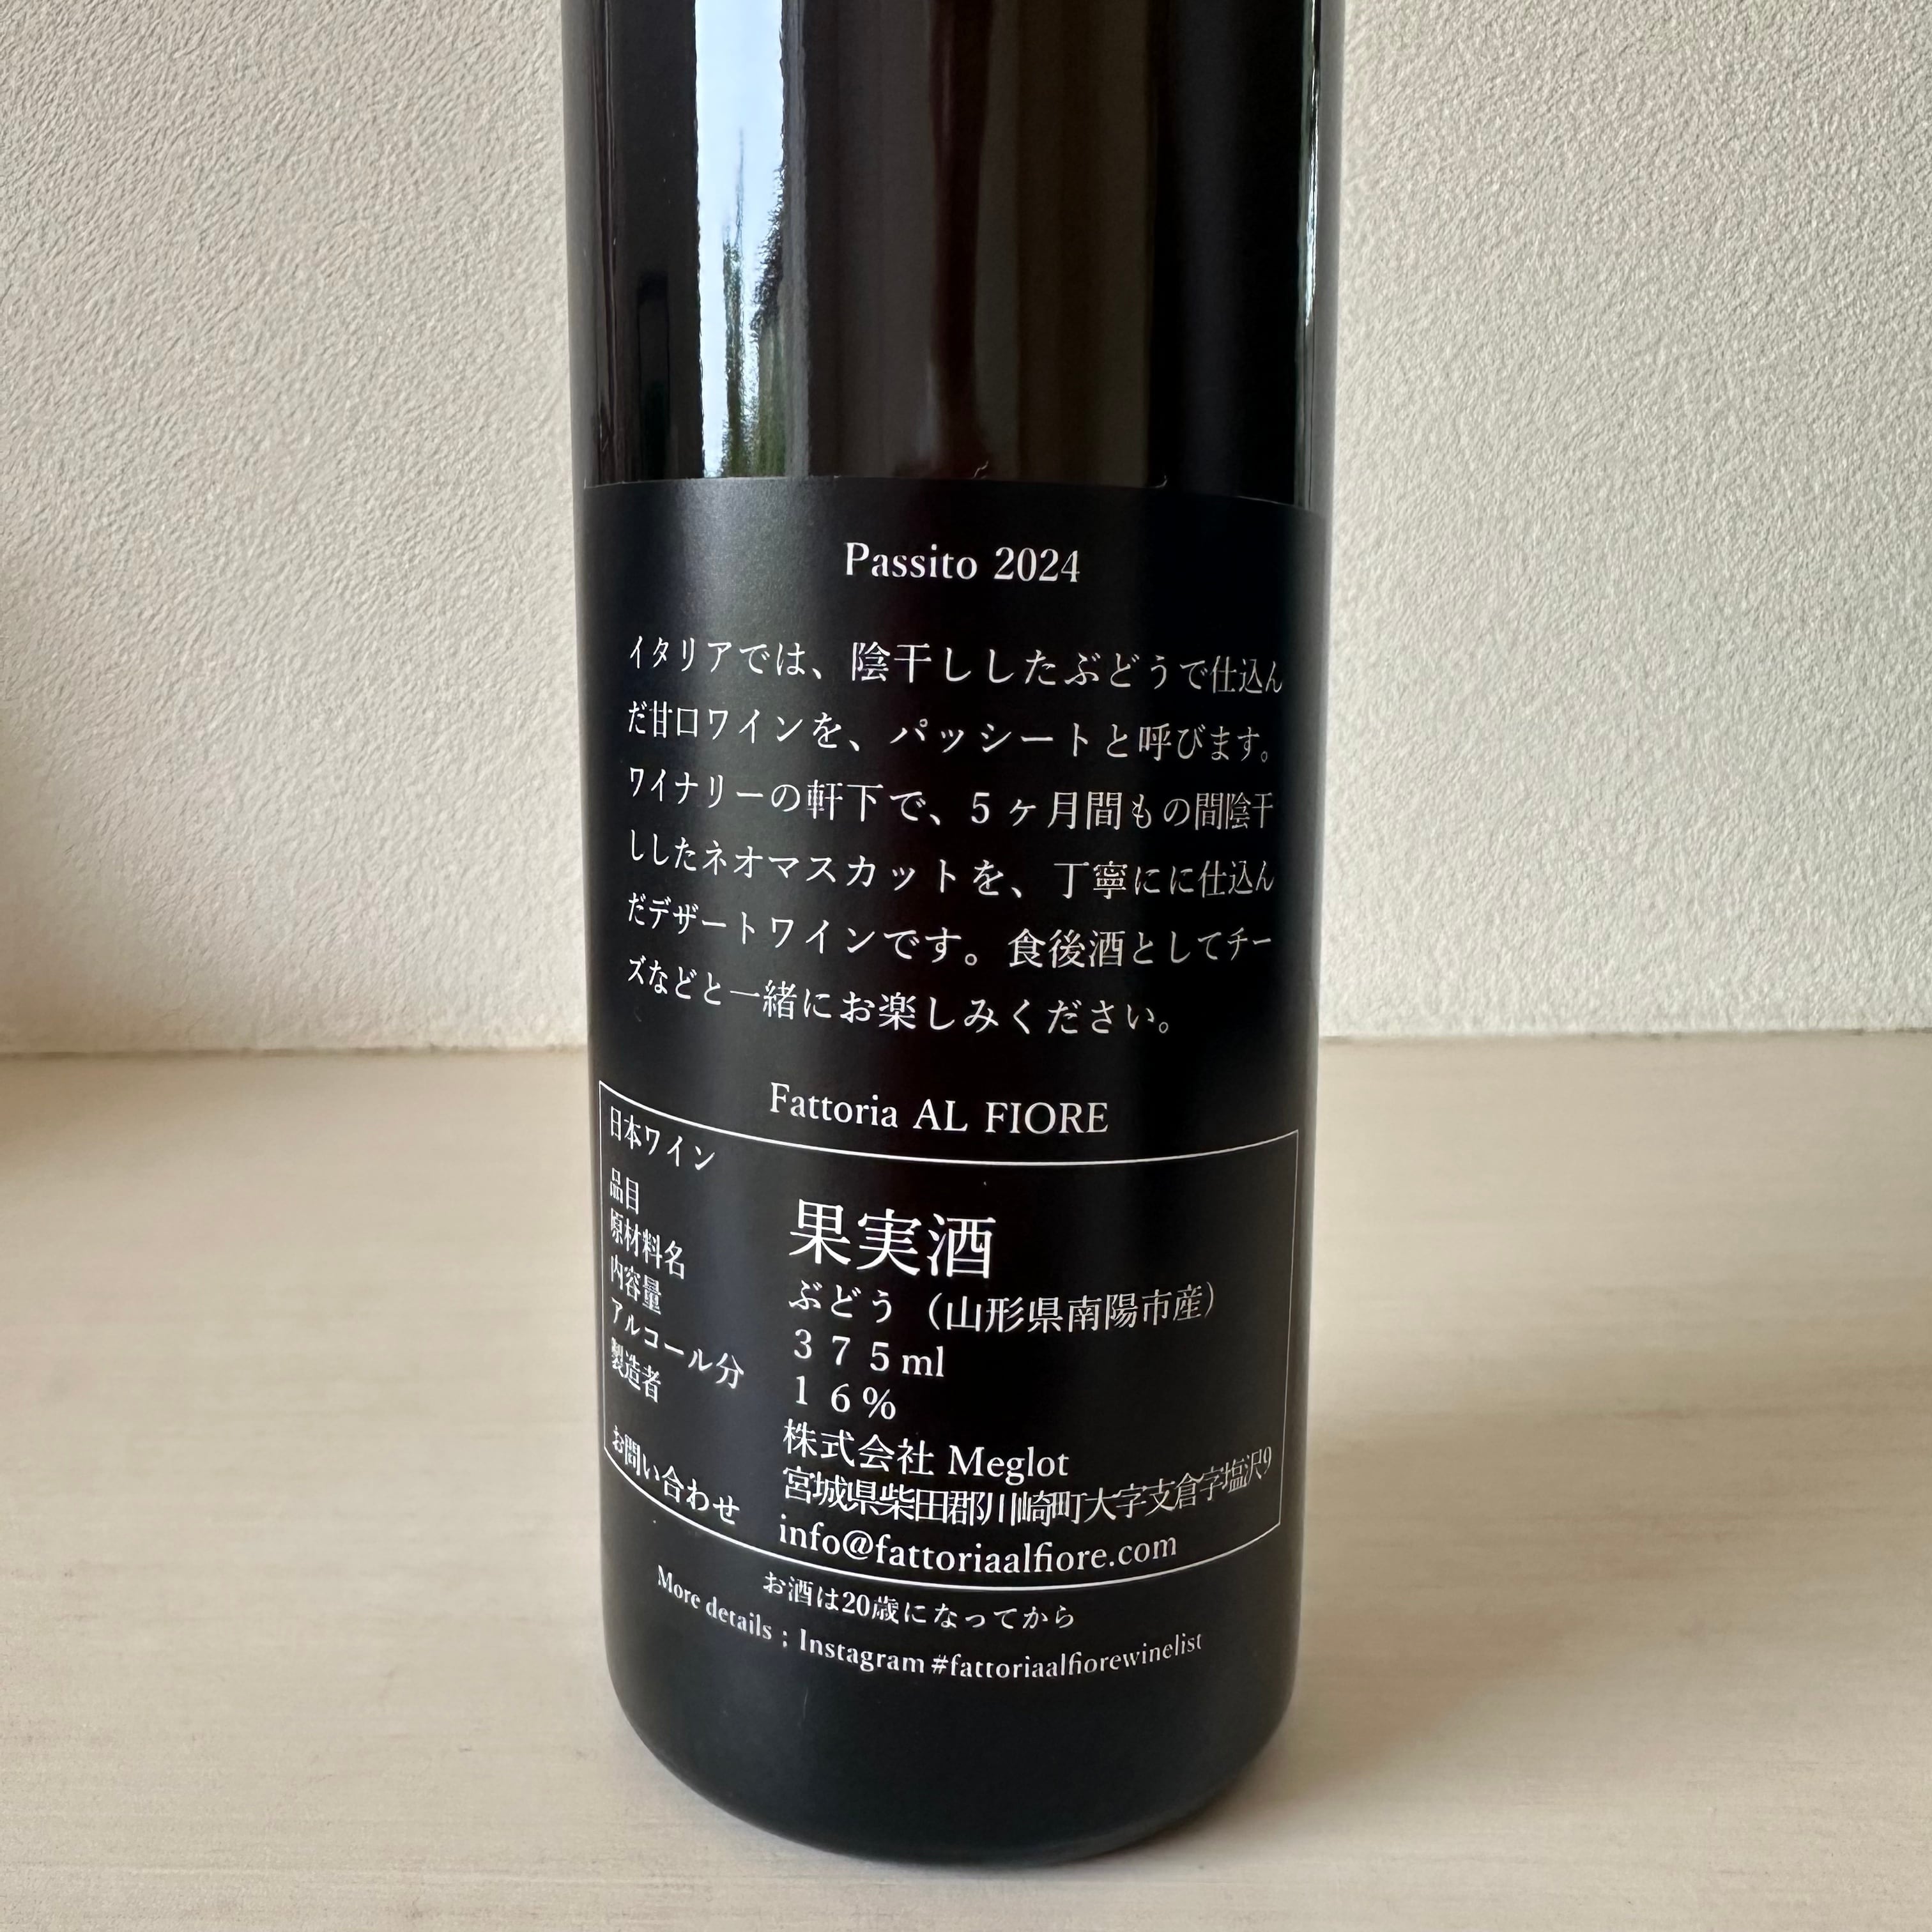 Passito 2024
イタリアでは、陰干ししたぶどうで仕込ん
だ甘口ワインを、パッシートと呼びます。
ワイナリーの軒下で、5ヶ月間もの間陰干
ししたネオマスカットを、丁寧にに仕込ん
だデザートワインです。食後酒としてチー
ズなどと一緒にお楽しみください。
Fattoria AL FIORE
日本ワイン
品目 果実酒
原材料名 ぶどう（山形県南陽市産）
内容量 375ml
アルコール分 16%
製造者 株式会社 Meglot
宮城県柴田郡川崎町大字支倉字塩沢9
お問い合わせ info@fattoriaalfiore.com
お酒は20歳になってから
More details ; Instagram #fattoriaalfiorewinelist